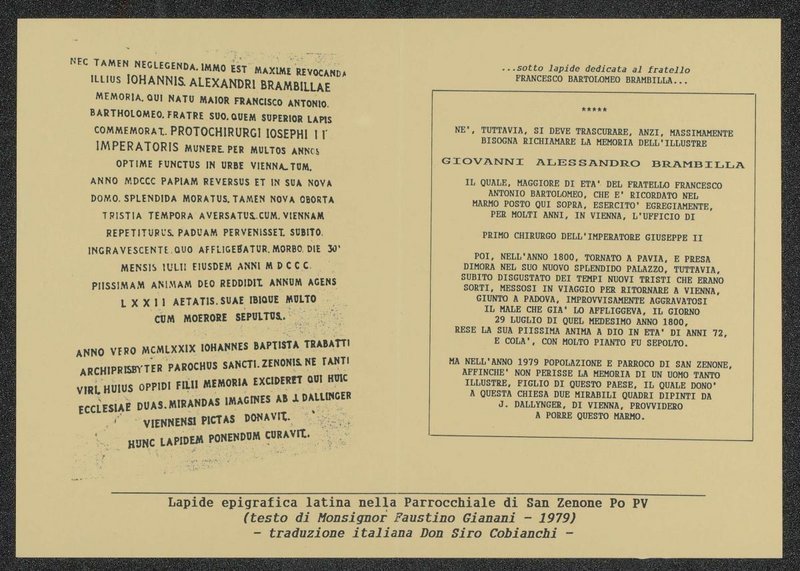 NEC TAMEN NEGLEGENDA, IMMO EST MAXIME REVOCANDA
ILLIUS IOHANNIS. ALEXANDRI BRAMBILLAE
MEMORIA. QUI NATU MAIOR FRANCISCO ANTONIO.
BARTHOLOMEO. FRATRE SUO. QUEM SUPERIOR LAPIS
COMMEMORAT. PROTOCHIRURGI IOSEPHI II
IMPERATORIS MUNERE. PER MULTOS ANNOS
OPTIME FUNCTUS IN URBE VIENNA. TUM.
ANNO MDCCC PAPIAM REVERSUS ET IN SUA NOVA
DOMO. SPLENDIDA MORATUS. TAMEN NOVA OBORTA
TRISTIA TEMPORA AVERSATUS. CUM. VIENNAM
REPETITURUS. PADUAM PERVENISSET. SUBITO.
INGRAVESCENTE. QUO AFFLIGEBATUR. MORBO. DIE 30'
MENSIS IULII EIUSDEM ANNI MDCCC.
PIISSIMAM ANIMAM DEO REDDIDIT. ANNUM AGENS
LXXII AETATIS. SUAE IBIQUE MULTO
CUM MOERORE SEPULTUS.
ANNO VERO MCMLXXIX IOHANNES BAPTISTA TRABATTI
ARCHIPRISBYTER PAROCHUS SANCTI. ZENONIS. NE TANTI
VIRI. HUIUS OPPIDI FILII MEMORIA EXCIDERET QUI HUIC
ECCLESIAE DUAS. MIRANDAS IMAGINES AB J. DALLINGER
VIENNENSI PICTAS DONAVIT.
HUNC LAPIDEM PONENDUM CURAVIT.
...sotto lapide dedicata al fratello
FRANCESCO BARTOLOMEO BRAMBILLA...
*****
NE', TUTTAVIA, SI DEVE TRASCURARE, ANZI, MASSIMAMENTE
BISOGNA RICHIAMARE LA MEMORIA DELL'ILLUSTRE
GIOVANNI ALESSANDRO BRAMBILLA
IL QUALE, MAGGIORE DI ETA' DEL FRATELLO FRANCESCO
ANTONIO BARTOLOMEO, CHE E' RICORDATO NEL
MARMO POSTO QUI SOPRA, ESERCITO' EGREGIAMENTE,
PER MOLTI ANNI, IN VIENNA, L'UFFICIO DI
PRIMO CHIRURGO DELL'IMPERATORE GIUSEPPE II
POI, NELL'ANNO 1800, TORNATO A PAVIA, E PRESA
DIMORA NEL SUO NUOVO SPLENDIDO PALAZZO, TUTTAVIA,
SUBITO DISGUSTATO DEI TEMPI NUOVI TRISTI CHE ERANO
SORTI, MESSOSI IN VIAGGIO PER RITORNARE A VIENNA,
GIUNTO A PADOVA, IMPROVVISAMENTE AGGRAVATOSI
IL MALE CHE GIA' LO AFFLIGGEVA, IL GIORNO
29 LUGLIO DI QUEL MEDESIMO ANNO 1800,
RESE LA SUA PIISSIMA ANIMA A DIO IN ETA' DI ANNI 72,
E COLA', CON MOLTO PIANTO FU SEPOLTO.
MA NELL'ANNO 1979 POPOLAZIONE E PARROCO DI SAN ZENONE,
AFFINCHE' NON PERISSE LA MEMORIA DI UN UOMO TANTO
ILLUSTRE, FIGLIO DI QUESTO PAESE, IL QUALE DONO'
A QUESTA CHIESA DUE MIRABILI QUADRI DIPINTI DA
J. DALLYNGER, DI VIENNA, PROVVIDERO
A PORRE QUESTO MARMO.
Lapide epigrafica latina nella Parrocchiale di San Zenone Po PV
(testo di Monsignor Faustino Gianani - 1979)
- traduzione italiana Don Siro Cobianchi -